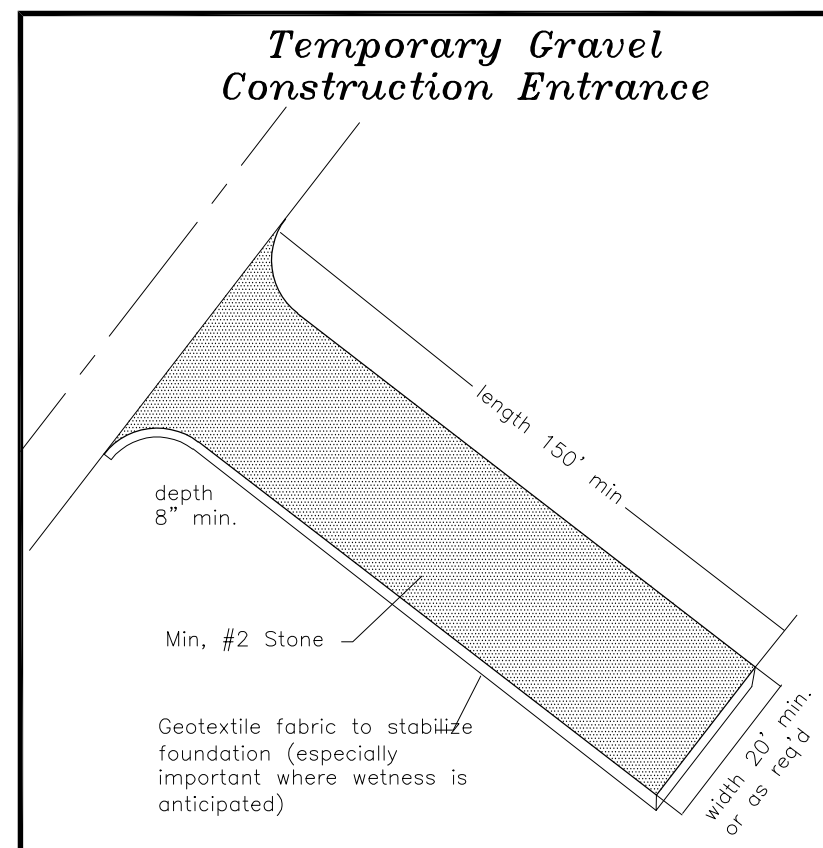 Temporary Gravel
Construction Entrance
length 150' min
depth
8" min.
Min, #2 Stone
Geotextile fabric to stabilize
foundation (especially
important where wetness is
anticipated)
width 20' min.
or as req'd